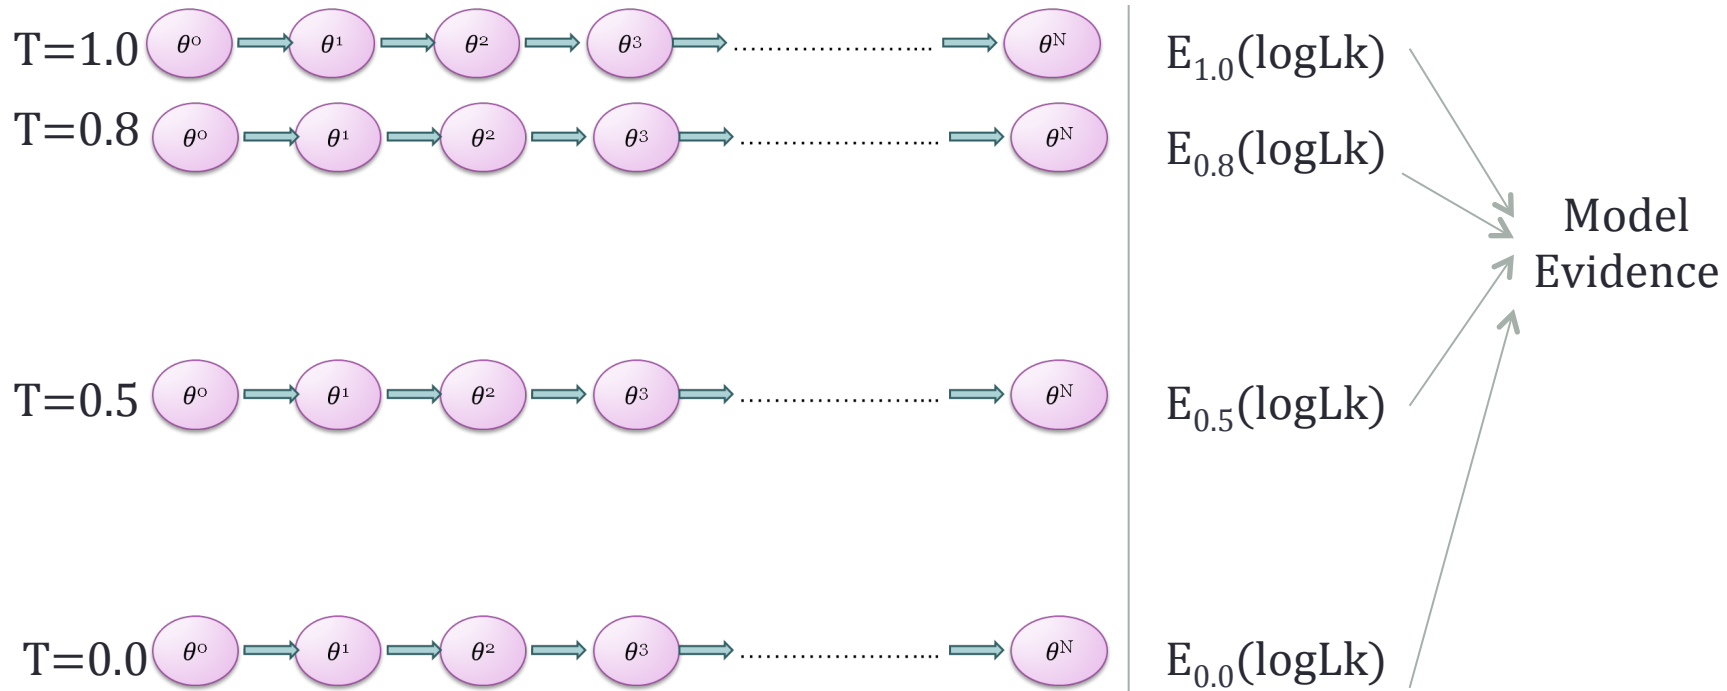 T=1.0 θ⁰ θ¹ θ² θ³ ........................ θᴺ E₁.₀(logLk)
T=0.8 θ⁰ θ¹ θ² θ³ ........................ θᴺ E₀.₈(logLk)
Model
Evidence
T=0.5 θ⁰ θ¹ θ² θ³ ........................ θᴺ E₀.₅(logLk)
T=0.0 θ⁰ θ¹ θ² θ³ ........................ θᴺ E₀.₀(logLk)